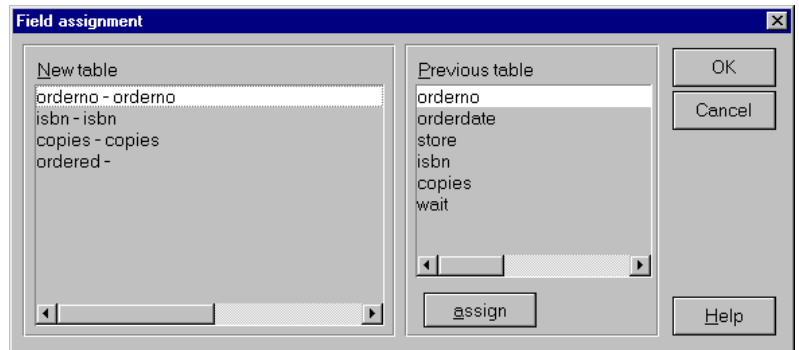 Field assignment
New table
orderno - orderno
isbn - isbn
copies - copies
ordered -
Previous table
orderno
orderdate
store
isbn
copies
wait
assign
OK
Cancel
Help